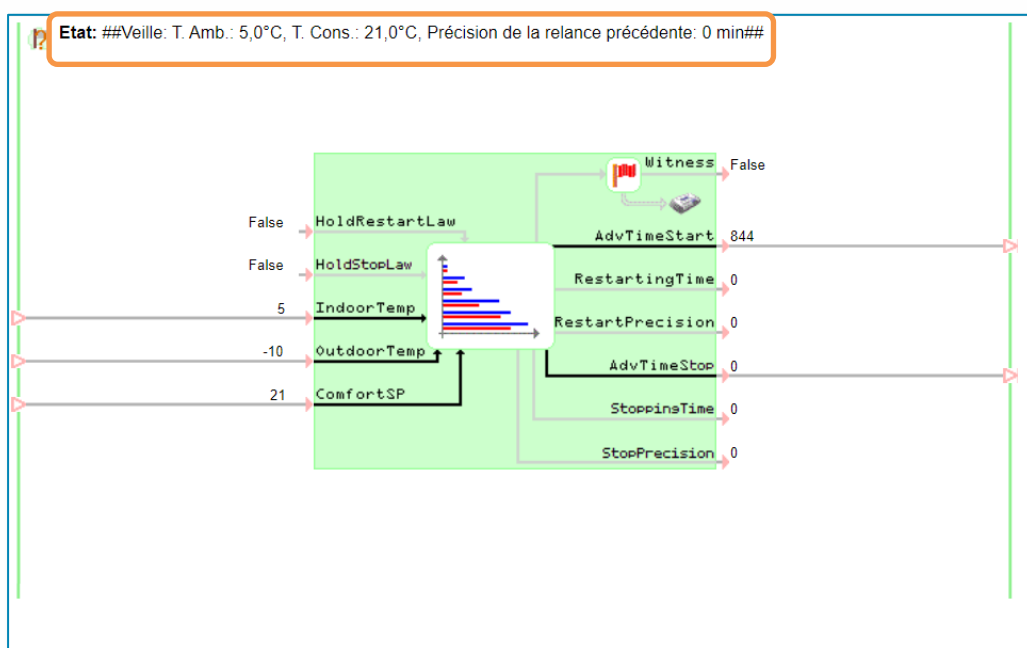 Etat: ##Veille: T. Amb.: 5,0°C, T. Cons.: 21,0°C, Précision de la relance précédente: 0 min##
Witness False
False HoldRestartLaw
AdvTimeStart 844
False HoldStopLaw
RestartingTime 0
5 IndoorTemp
RestartPrecision 0
-10 OutdoorTemp
AdvTimeStop 0
21 ComfortSP
StoppingTime 0
StopPrecision 0